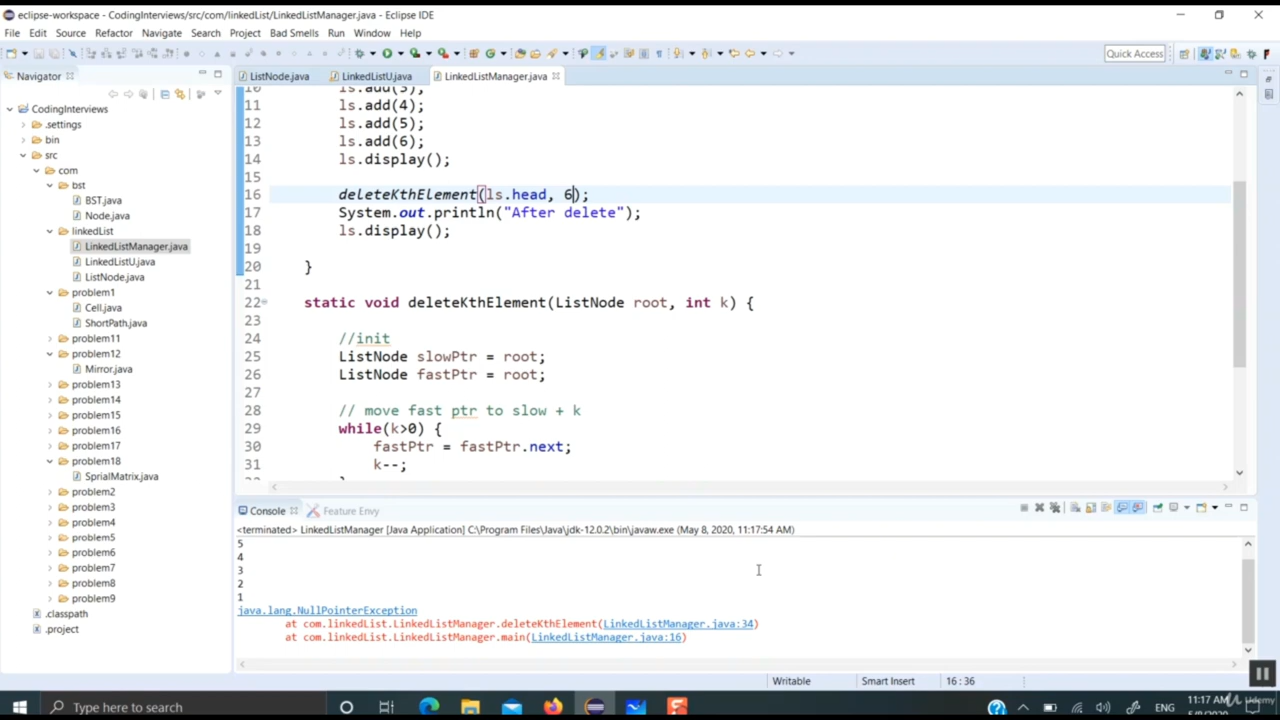 eclipse-workspace - CodingInterviews/src/com/linkedList/LinkedListManager.java - Eclipse IDE
File Edit Source Refactor Navigate Search Project Bad Smells Run Window Help
Quick Access
Navigator
ListNode.java LinkedListU.java LinkedListManager.java
CodingInterviews
.settings
bin
src
com
bst
BST.java
Node.java
linkedList
LinkedListManager.java
LinkedListU.java
ListNode.java
problem1
Cell.java
ShortPath.java
problem11
problem12
Mirror.java
problem13
problem14
problem15
problem16
problem17
problem18
SprialMatrix.java
problem2
problem3
problem4
problem5
problem6
problem7
problem8
problem9
.classpath
.project
10 ls.add(3);
11 ls.add(4);
12 ls.add(5);
13 ls.add(6);
14 ls.display();
15
16 deleteKthElement(ls.head, 6);
17 System.out.println("After delete");
18 ls.display();
19
20 }
21
22 static void deleteKthElement(ListNode root, int k) {
23
24 //init
25 ListNode slowPtr = root;
26 ListNode fastPtr = root;
27
28 // move fast ptr to slow + k
29 while(k>0) {
30 fastPtr = fastPtr.next;
31 k--;
32 }
Console Feature Envy
<terminated> LinkedListManager [Java Application] C:\Program Files\Java\jdk-12.0.2\bin\javaw.exe (May 8, 2020, 11:17:54 AM)
5
4
3
2
1
java.lang.NullPointerException
at com.linkedList.LinkedListManager.deleteKthElement(LinkedListManager.java:34)
at com.linkedList.LinkedListManager.main(LinkedListManager.java:16)
Writable Smart Insert 16 : 36
Type here to search
ENG
11:17 AM
5/8/2020
Udemy